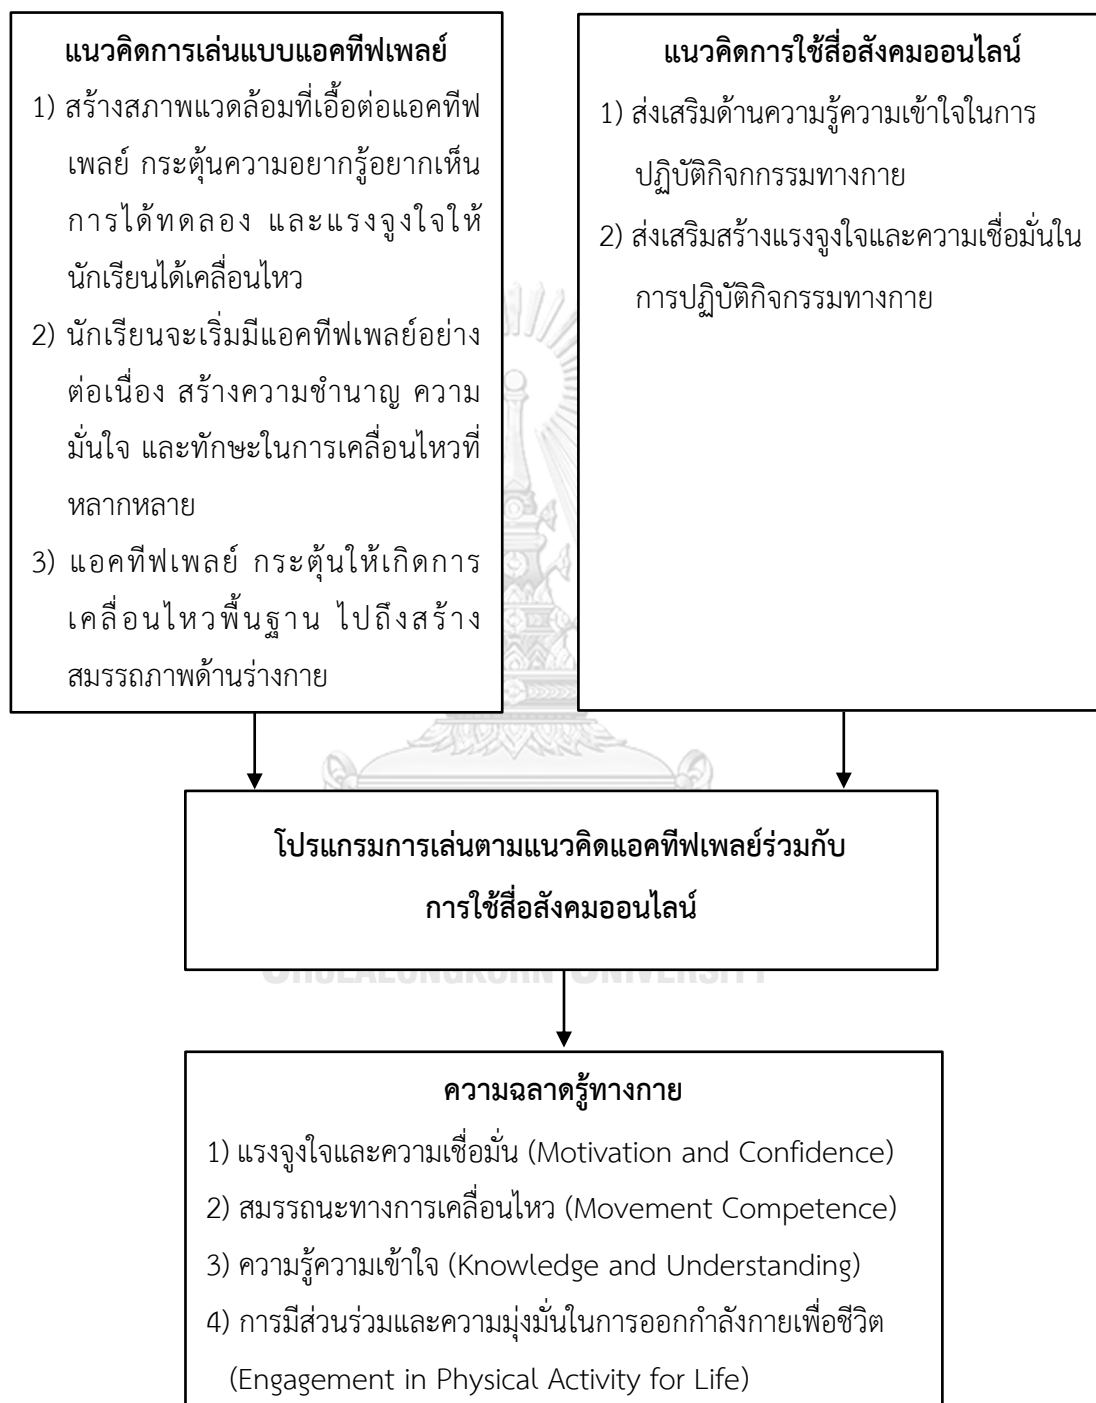 แนวคิดการเล่นแบบแอคทีฟเพลย์
1) สร้างสภาพแวดล้อมที่เอื้อต่อแอคทีฟ
เพลย์ กระตุ้นความอยากรู้อยากเห็น
การได้ทดลอง และแรงจูงใจให้
นักเรียนได้เคลื่อนไหว
2) นักเรียนจะเริ่มมีแอคทีฟเพลย์อย่าง
ต่อเนื่อง สร้างความชำนาญ ความ
มั่นใจ และทักษะในการเคลื่อนไหวที่
หลากหลาย
3) แอคทีฟเพลย์ กระตุ้นให้เกิดการ
เคลื่อนไหวพื้นฐาน ไปถึงสร้าง
สมรรถภาพด้านร่างกาย
แนวคิดการใช้สื่อสังคมออนไลน์
1) ส่งเสริมด้านความรู้ความเข้าใจในการ
ปฏิบัติกิจกกรรมทางกาย
2) ส่งเสริมสร้างแรงจูงใจและความเชื่อมั่นใน
การปฏิบัติกิจกรรมทางกาย
โปรแกรมการเล่นตามแนวคิดแอคทีฟเพลย์ร่วมกับ
การใช้สื่อสังคมออนไลน์
CHULALONGKORN UNIVERSITY
ความฉลาดรู้ทางกาย
1) แรงจูงใจและความเชื่อมั่น (Motivation and Confidence)
2) สมรรถนะทางการเคลื่อนไหว (Movement Competence)
3) ความรู้ความเข้าใจ (Knowledge and Understanding)
4) การมีส่วนร่วมและความมุ่งมั่นในการออกกำลังกายเพื่อชีวิต
(Engagement in Physical Activity for Life)